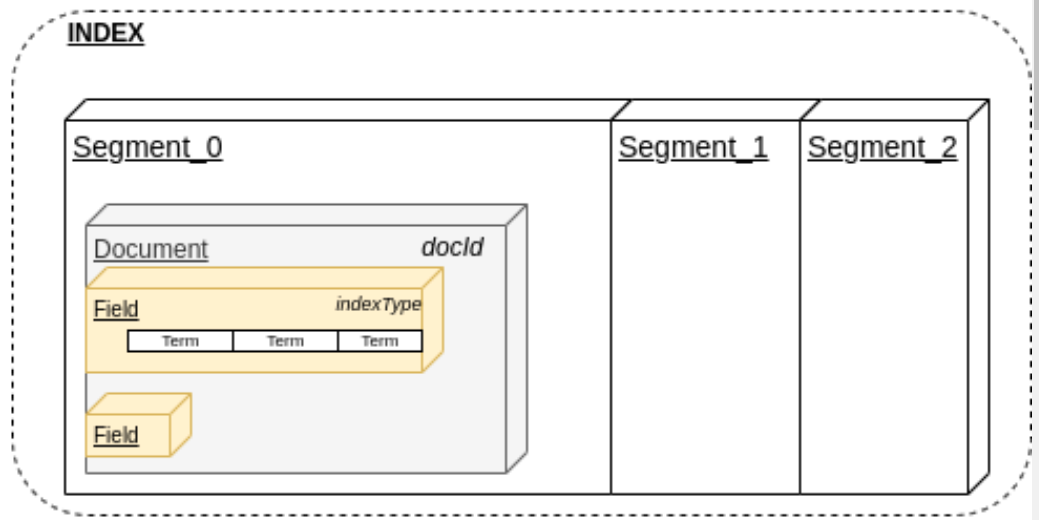 INDEX
Segment_0
Segment_1
Segment_2
Document
docId
Field
indexType
Term
Term
Term
Field